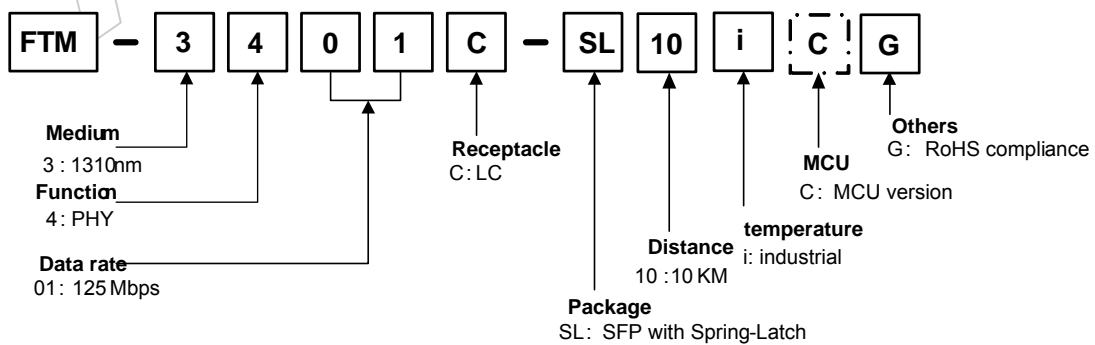 FTM - 3 4 0 1 C - SL 10 i C G
Medium
3 : 1310nm
Function
4 : PHY
Data rate
01 : 125 Mbps
Receptacle
C : LC
Package
SL : SFP with Spring-Latch
Distance
10 : 10 KM
temperature
i: industrial
MCU
C : MCU version
Others
G : RoHS compliance